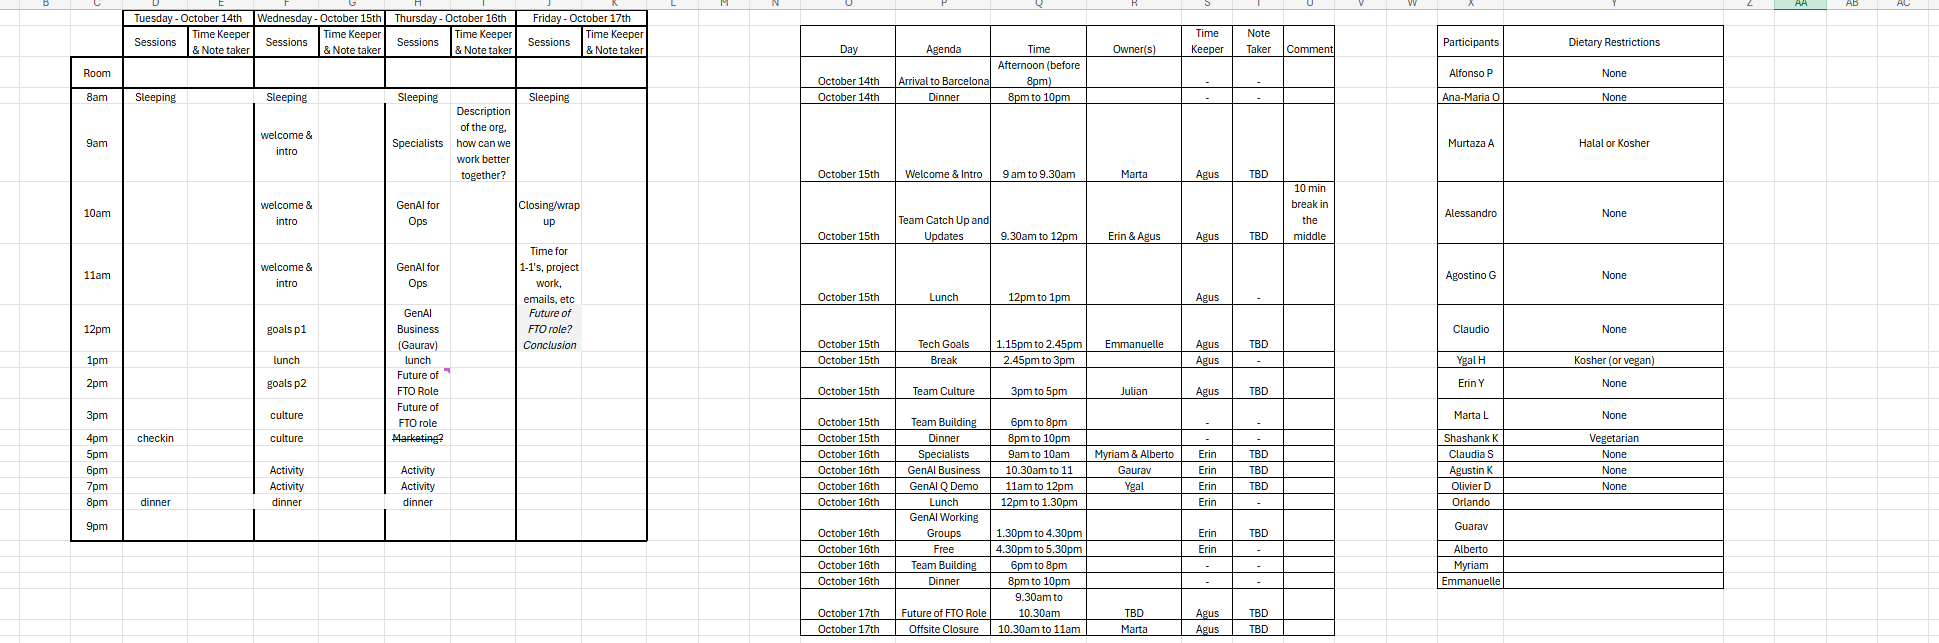 B C D E F G H I J K L M N O P Q R S T U V W X Y Z AA AB AC
Tuesday - October 14th Wednesday - October 15th Thursday - October 16th Friday - October 17th
Sessions Time Keeper & Note taker Sessions Time Keeper & Note taker Sessions Time Keeper & Note taker Sessions Time Keeper & Note taker
Room
8am Sleeping Sleeping Sleeping Sleeping
9am welcome & intro Specialists Description of the org, how can we work better together?
10am welcome & intro GenAI for Ops Closing/wrap up
11am welcome & intro GenAI for Ops Time for 1-1's, project work, emails, etc
12pm goals p1 GenAI Business (Gaurav) Future of FTO role? Conclusion
1pm lunch lunch
2pm goals p2 Future of FTO Role
3pm culture Future of FTO role
4pm checkin culture Marketing?
5pm
6pm Activity Activity
7pm Activity Activity
8pm dinner dinner dinner
9pm
Day Agenda Time Owner(s) Time Keeper Note Taker Comment
October 14th Arrival to Barcelona Afternoon (before 8pm) - -
October 14th Dinner 8pm to 10pm - -
October 15th Welcome & Intro 9 am to 9.30am Marta Agus TBD
October 15th Team Catch Up and Updates 9.30am to 12pm Erin & Agus Agus TBD 10 min break in the middle
October 15th Lunch 12pm to 1pm Agus -
October 15th Tech Goals 1.15pm to 2.45pm Emmanuelle Agus TBD
October 15th Break 2.45pm to 3pm Agus -
October 15th Team Culture 3pm to 5pm Julian Agus TBD
October 15th Team Building 6pm to 8pm - -
October 15th Dinner 8pm to 10pm - -
October 16th Specialists 9am to 10am Myriam & Alberto Erin TBD
October 16th GenAI Business 10.30am to 11 Gaurav Erin TBD
October 16th GenAI Q Demo 11am to 12pm Ygal Erin TBD
October 16th Lunch 12pm to 1.30pm Erin -
October 16th GenAI Working Groups 1.30pm to 4.30pm Erin TBD
October 16th Free 4.30pm to 5.30pm Erin -
October 16th Team Building 6pm to 8pm - -
October 16th Dinner 8pm to 10pm - -
October 17th Future of FTO Role 9.30am to 10.30am TBD Agus TBD
October 17th Offsite Closure 10.30am to 11am Marta Agus TBD
Participants Dietary Restrictions
Alfonso P None
Ana-Maria O None
Murtaza A Halal or Kosher
Alessandro None
Agostino G None
Claudio None
Ygal H Kosher (or vegan)
Erin Y None
Marta L None
Shashank K Vegetarian
Claudia S None
Agustin K None
Olivier D None
Orlando
Guarav
Alberto
Myriam
Emmanuelle